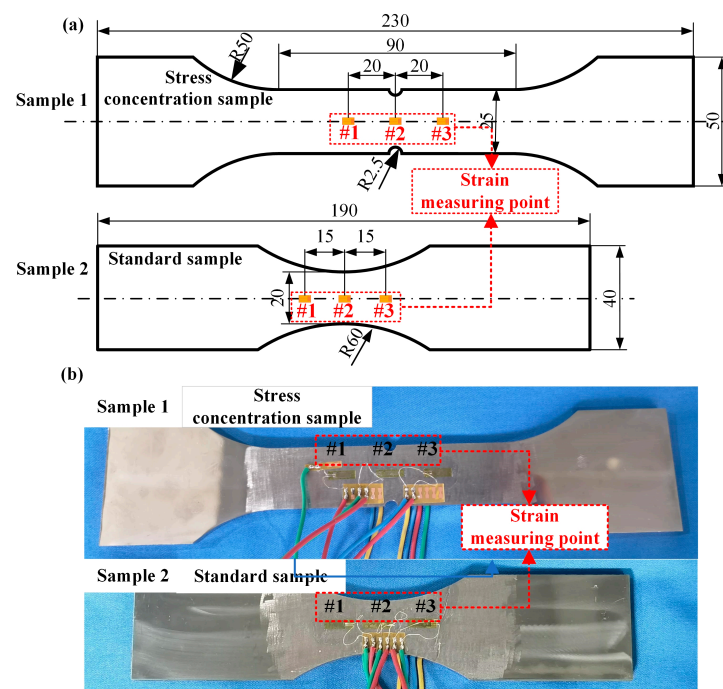 (a)
230
R50
90
20
20
Stress
Sample 1
concentration sample
#1
#2
#3
25
50
R2.5
Strain
measuring point
190
Sample 2
Standard sample
15
15
20
#1
#2
#3
40
R60
(b)
Sample 1
Stress
concentration sample
#1
#2
#3
Strain
measuring point
Sample 2
Standard sample
#1
#2
#3